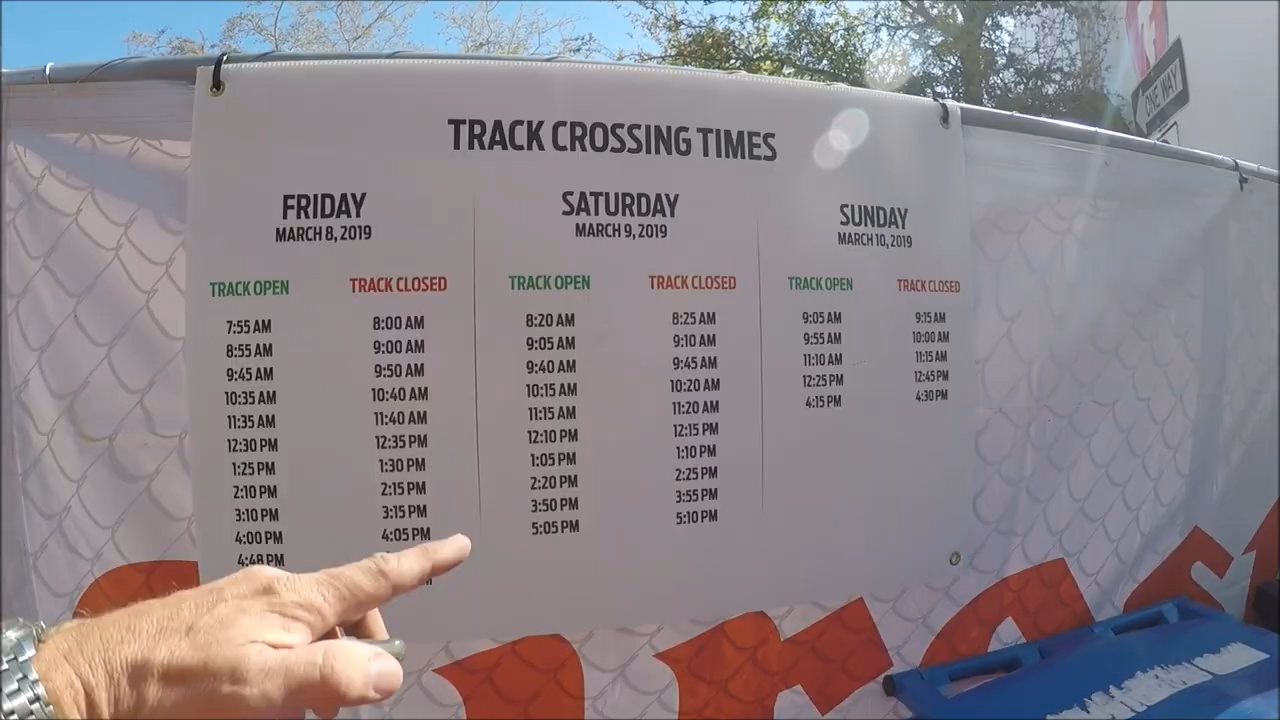 TRACK CROSSING TIMES
FRIDAY
MARCH 8, 2019
TRACK OPEN TRACK CLOSED
7:55 AM 8:00 AM
8:55 AM 9:00 AM
9:45 AM 9:50 AM
10:35 AM 10:40 AM
11:35 AM 11:40 AM
12:30 PM 12:35 PM
1:25 PM 1:30 PM
2:10 PM 2:15 PM
3:10 PM 3:15 PM
4:00 PM 4:05 PM
4:48 PM
SATURDAY
MARCH 9, 2019
TRACK OPEN TRACK CLOSED
8:20 AM 8:25 AM
9:05 AM 9:10 AM
9:40 AM 9:45 AM
10:15 AM 10:20 AM
11:15 AM 11:20 AM
12:10 PM 12:15 PM
1:05 PM 1:10 PM
2:20 PM 2:25 PM
3:50 PM 3:55 PM
5:05 PM 5:10 PM
SUNDAY
MARCH 10, 2019
TRACK OPEN TRACK CLOSED
9:05 AM 9:15 AM
9:55 AM 10:00 AM
11:10 AM 11:15 AM
12:25 PM 12:45 PM
4:15 PM 4:30 PM
ONE WAY